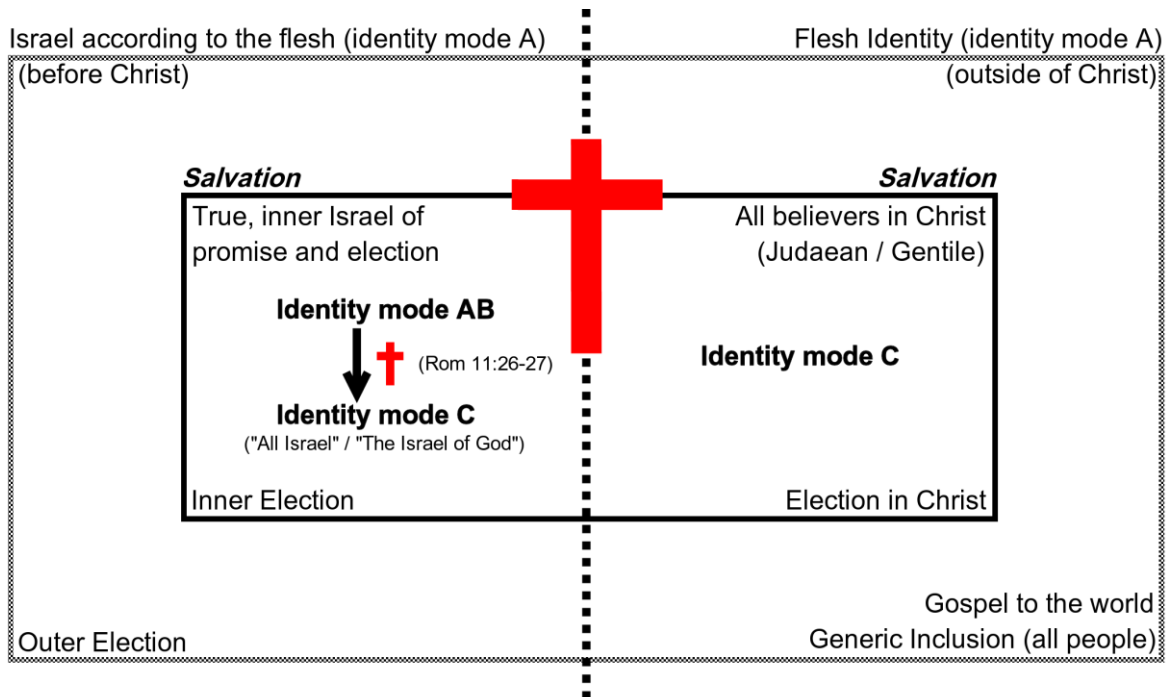 Israel according to the flesh (identity mode A)
(before Christ)
Flesh Identity (identity mode A)
(outside of Christ)
Salvation
True, inner Israel of
promise and election
Identity mode AB
(Rom 11:26-27)
Identity mode C
("All Israel" / "The Israel of God")
Inner Election
Salvation
All believers in Christ
(Judaean / Gentile)
Identity mode C
Election in Christ
Outer Election
Gospel to the world
Generic Inclusion (all people)